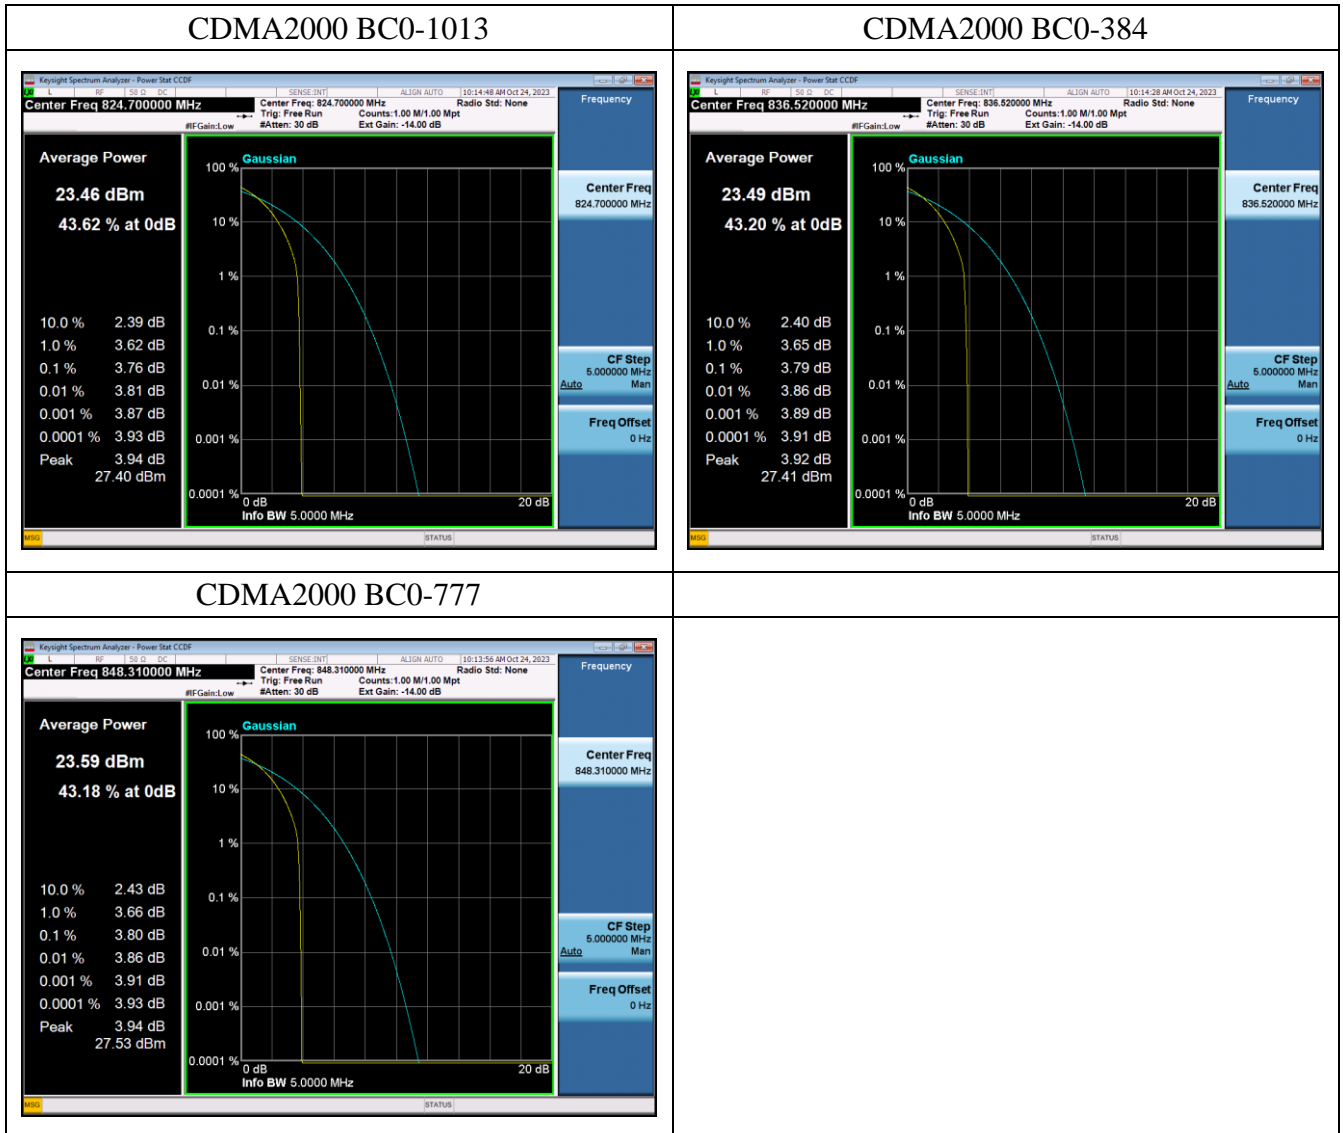 CDMA2000 BC0-1013
CDMA2000 BC0-384
Keysight Spectrum Analyzer - Power Stat CCDF
L RF 50 Ω DC SENSE:INT ALIGN AUTO 10:14:48 AM Oct 24, 2023
Center Freq 824.700000 MHz
Center Freq: 824.700000 MHz Radio Std: None
Trig: Free Run Counts:1.00 M/1.00 Mpt
#IFGain:Low #Atten: 30 dB Ext Gain: -14.00 dB
Average Power
23.46 dBm
43.62 % at 0dB
10.0 % 2.39 dB
1.0 % 3.62 dB
0.1 % 3.76 dB
0.01 % 3.81 dB
0.001 % 3.87 dB
0.0001 % 3.93 dB
Peak 3.94 dB
27.40 dBm
Gaussian
100 %
10 %
1 %
0.1 %
0.01 %
0.001 %
0.0001 %
0 dB 20 dB
Info BW 5.0000 MHz
Frequency
Center Freq
824.700000 MHz
CF Step
5.000000 MHz
Auto Man
Freq Offset
0 Hz
MSG STATUS
Keysight Spectrum Analyzer - Power Stat CCDF
L RF 50 Ω DC SENSE:INT ALIGN AUTO 10:14:28 AM Oct 24, 2023
Center Freq 836.520000 MHz
Center Freq: 836.520000 MHz Radio Std: None
Trig: Free Run Counts:1.00 M/1.00 Mpt
#IFGain:Low #Atten: 30 dB Ext Gain: -14.00 dB
Average Power
23.49 dBm
43.20 % at 0dB
10.0 % 2.40 dB
1.0 % 3.65 dB
0.1 % 3.79 dB
0.01 % 3.86 dB
0.001 % 3.89 dB
0.0001 % 3.91 dB
Peak 3.92 dB
27.41 dBm
Gaussian
100 %
10 %
1 %
0.1 %
0.01 %
0.001 %
0.0001 %
0 dB 20 dB
Info BW 5.0000 MHz
Frequency
Center Freq
836.520000 MHz
CF Step
5.000000 MHz
Auto Man
Freq Offset
0 Hz
MSG STATUS
CDMA2000 BC0-777
Keysight Spectrum Analyzer - Power Stat CCDF
L RF 50 Ω DC SENSE:INT ALIGN AUTO 10:13:56 AM Oct 24, 2023
Center Freq 848.310000 MHz
Center Freq: 848.310000 MHz Radio Std: None
Trig: Free Run Counts:1.00 M/1.00 Mpt
#IFGain:Low #Atten: 30 dB Ext Gain: -14.00 dB
Average Power
23.59 dBm
43.18 % at 0dB
10.0 % 2.43 dB
1.0 % 3.66 dB
0.1 % 3.80 dB
0.01 % 3.86 dB
0.001 % 3.91 dB
0.0001 % 3.93 dB
Peak 3.94 dB
27.53 dBm
Gaussian
100 %
10 %
1 %
0.1 %
0.01 %
0.001 %
0.0001 %
0 dB 20 dB
Info BW 5.0000 MHz
Frequency
Center Freq
848.310000 MHz
CF Step
5.000000 MHz
Auto Man
Freq Offset
0 Hz
MSG STATUS